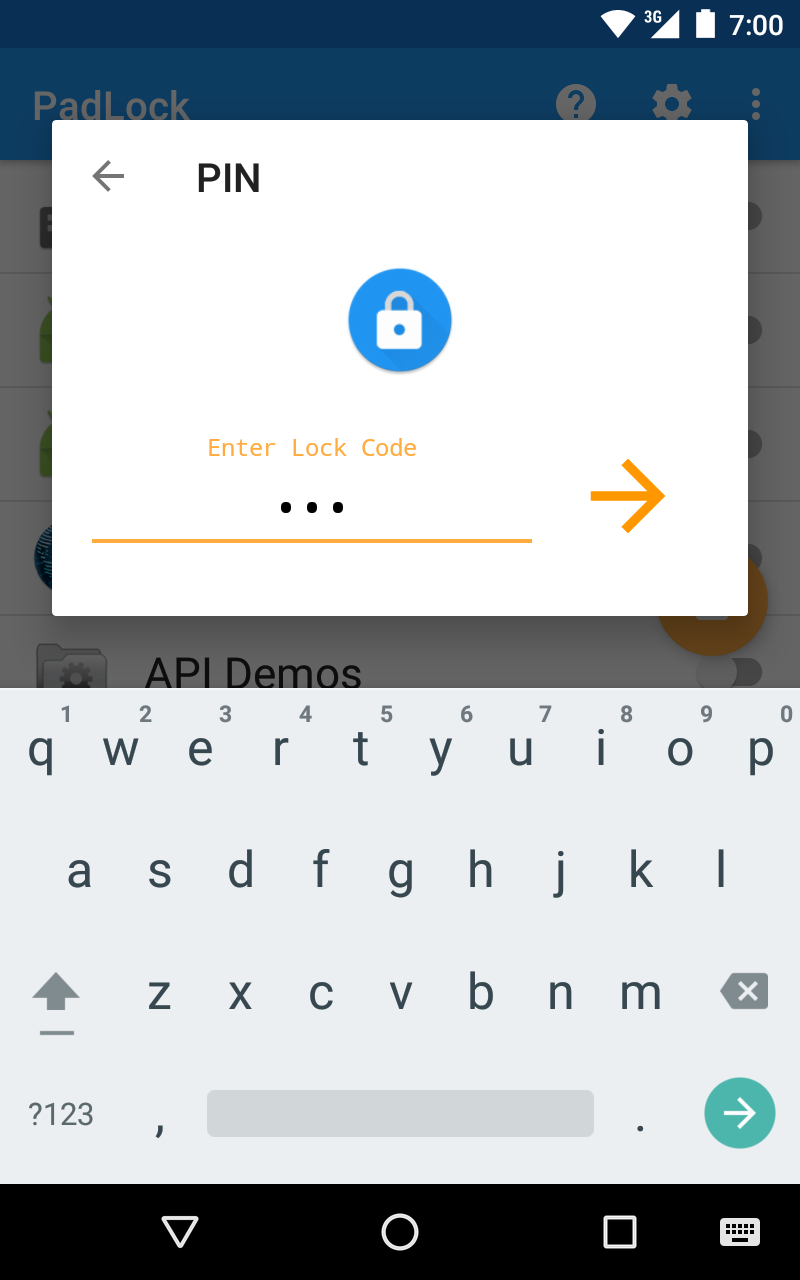 3G 7:00
PadLock
PIN
Enter Lock Code
•••
API Demos
1 2 3 4 5 6 7 8 9 0
q w e r t y u i o p
a s d f g h j k l
z x c v b n m
?123 , .